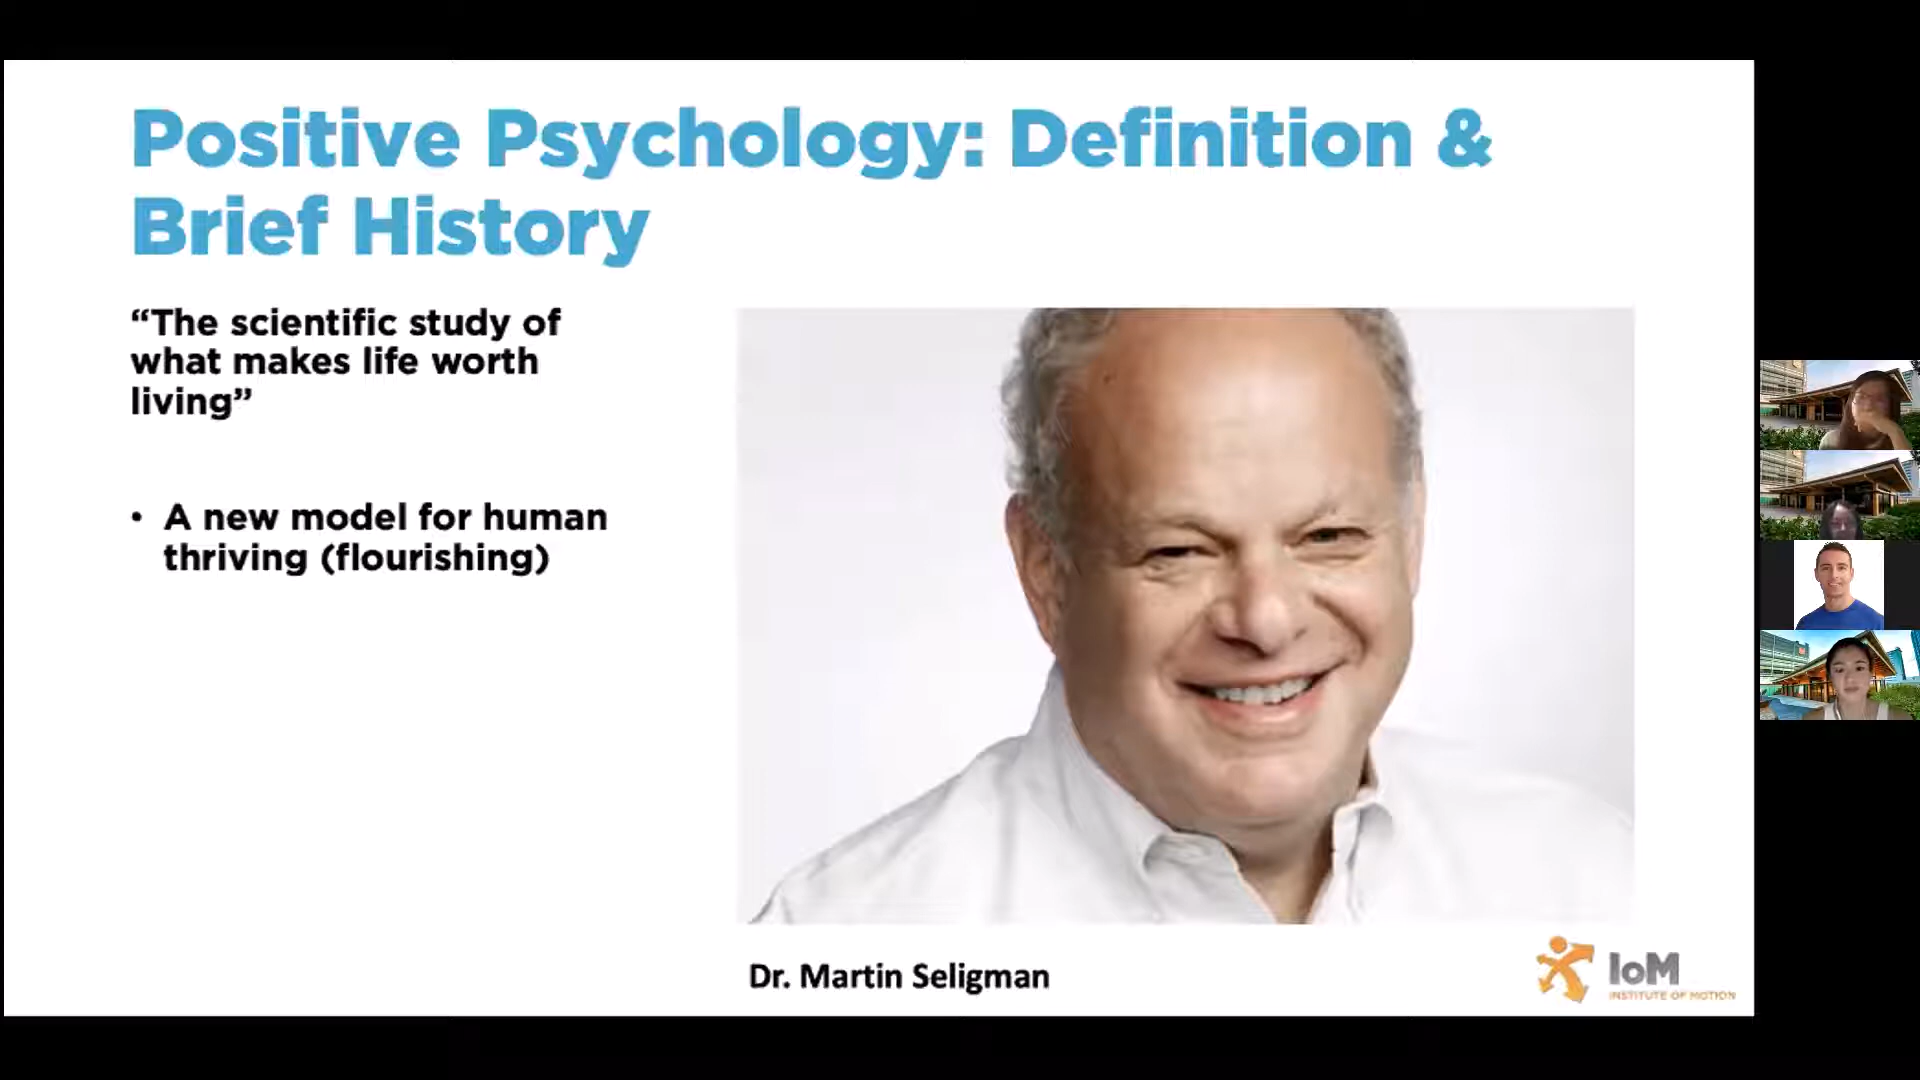 Positive Psychology: Definition &
Brief History
“The scientific study of
what makes life worth
living”
• A new model for human
thriving (flourishing)
Dr. Martin Seligman
IoM
INSTITUTE OF MOTION